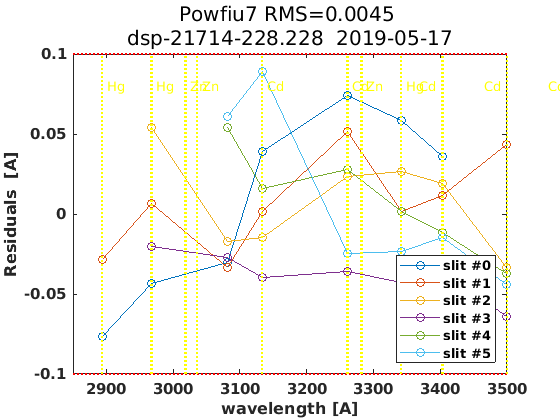 Powfiu7 RMS=0.0045
dsp-21714-228.228 2019-05-17
Residuals [A]
0.1
0.05
0
-0.05
-0.1
Hg Hg Zn Zn Cd Cd Zn Hg Cd Cd Cd
slit #0
slit #1
slit #2
slit #3
slit #4
slit #5
2900 3000 3100 3200 3300 3400 3500
wavelength [A]